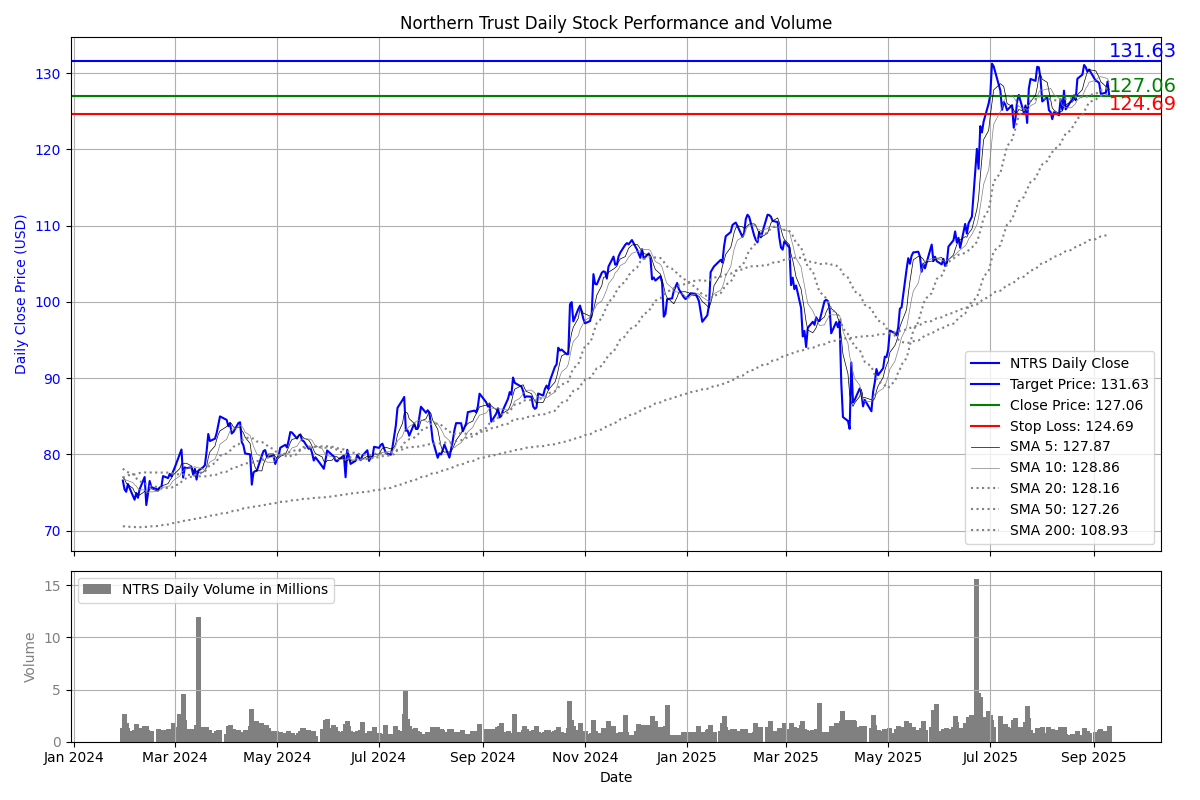 Northern Trust Daily Stock Performance and Volume
Daily Close Price (USD)
130
120
110
100
90
80
70
131.63
127.06
124.69
NTRS Daily Close
Target Price: 131.63
Close Price: 127.06
Stop Loss: 124.69
SMA 5: 127.87
SMA 10: 128.86
SMA 20: 128.16
SMA 50: 127.26
SMA 200: 108.93
Volume
15
10
5
0
NTRS Daily Volume in Millions
Jan 2024
Mar 2024
May 2024
Jul 2024
Sep 2024
Nov 2024
Jan 2025
Mar 2025
May 2025
Jul 2025
Sep 2025
Date